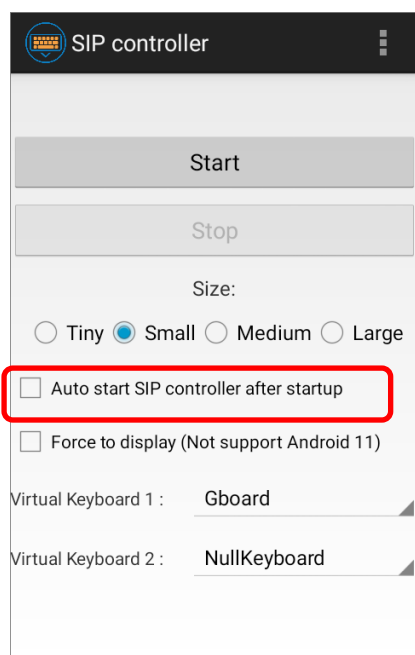 SIP controller
Start
Stop
Size:
Tiny Small Medium Large
Auto start SIP controller after startup
Force to display (Not support Android 11)
Virtual Keyboard 1 : Gboard
Virtual Keyboard 2 : NullKeyboard